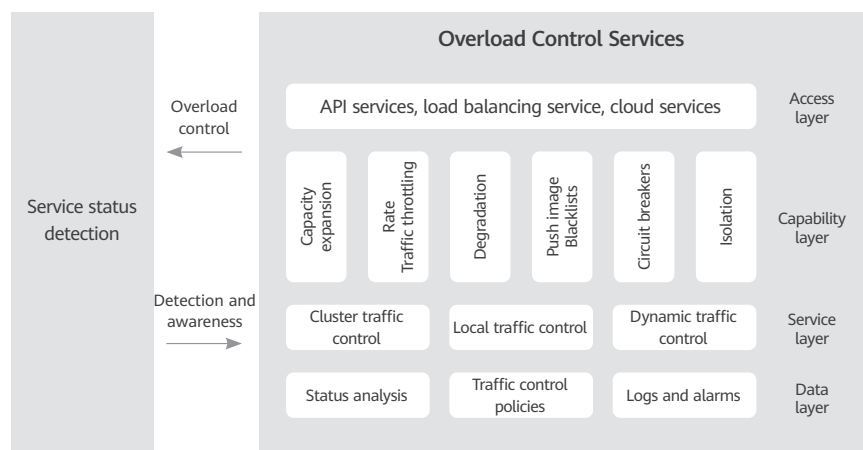 Overload Control Services
Service status
detection
Overload
control
Detection and
awareness
API services, load balancing service, cloud services
Access
layer
Capacity
expansion
Rate
Traffic throttling
Degradation
Push image
Blacklists
Circuit breakers
Isolation
Capability
layer
Cluster traffic
control
Local traffic control
Dynamic traffic
control
Service
layer
Status analysis
Traffic control
policies
Logs and alarms
Data
layer